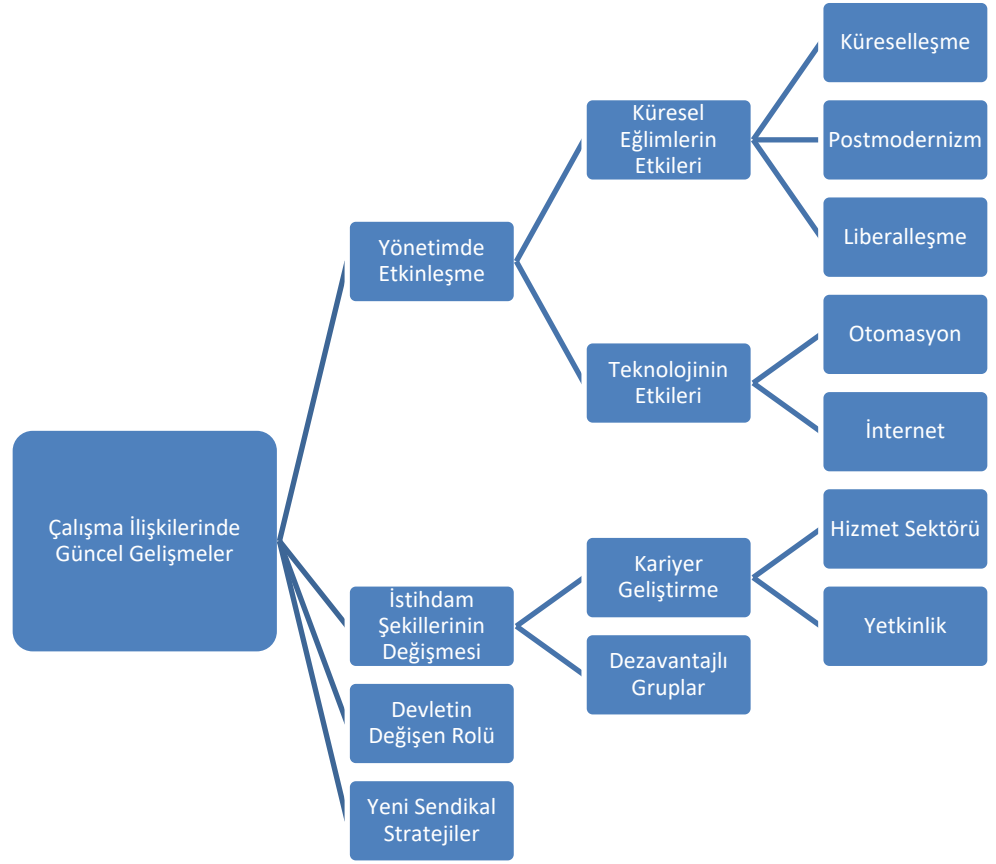 Çalışma İlişkilerinde
Güncel Gelişmeler
Yönetimde
Etkinleşme
Küresel
Eğlimlerin
Etkileri
Küreselleşme
Postmodernizm
Liberalleşme
Teknolojinin
Etkileri
Otomasyon
İnternet
İstihdam
Şekillerinin
Değişmesi
Kariyer
Geliştirme
Hizmet Sektörü
Yetkinlik
Dezavantajlı
Gruplar
Devletin
Değişen Rolü
Yeni Sendikal
Stratejiler